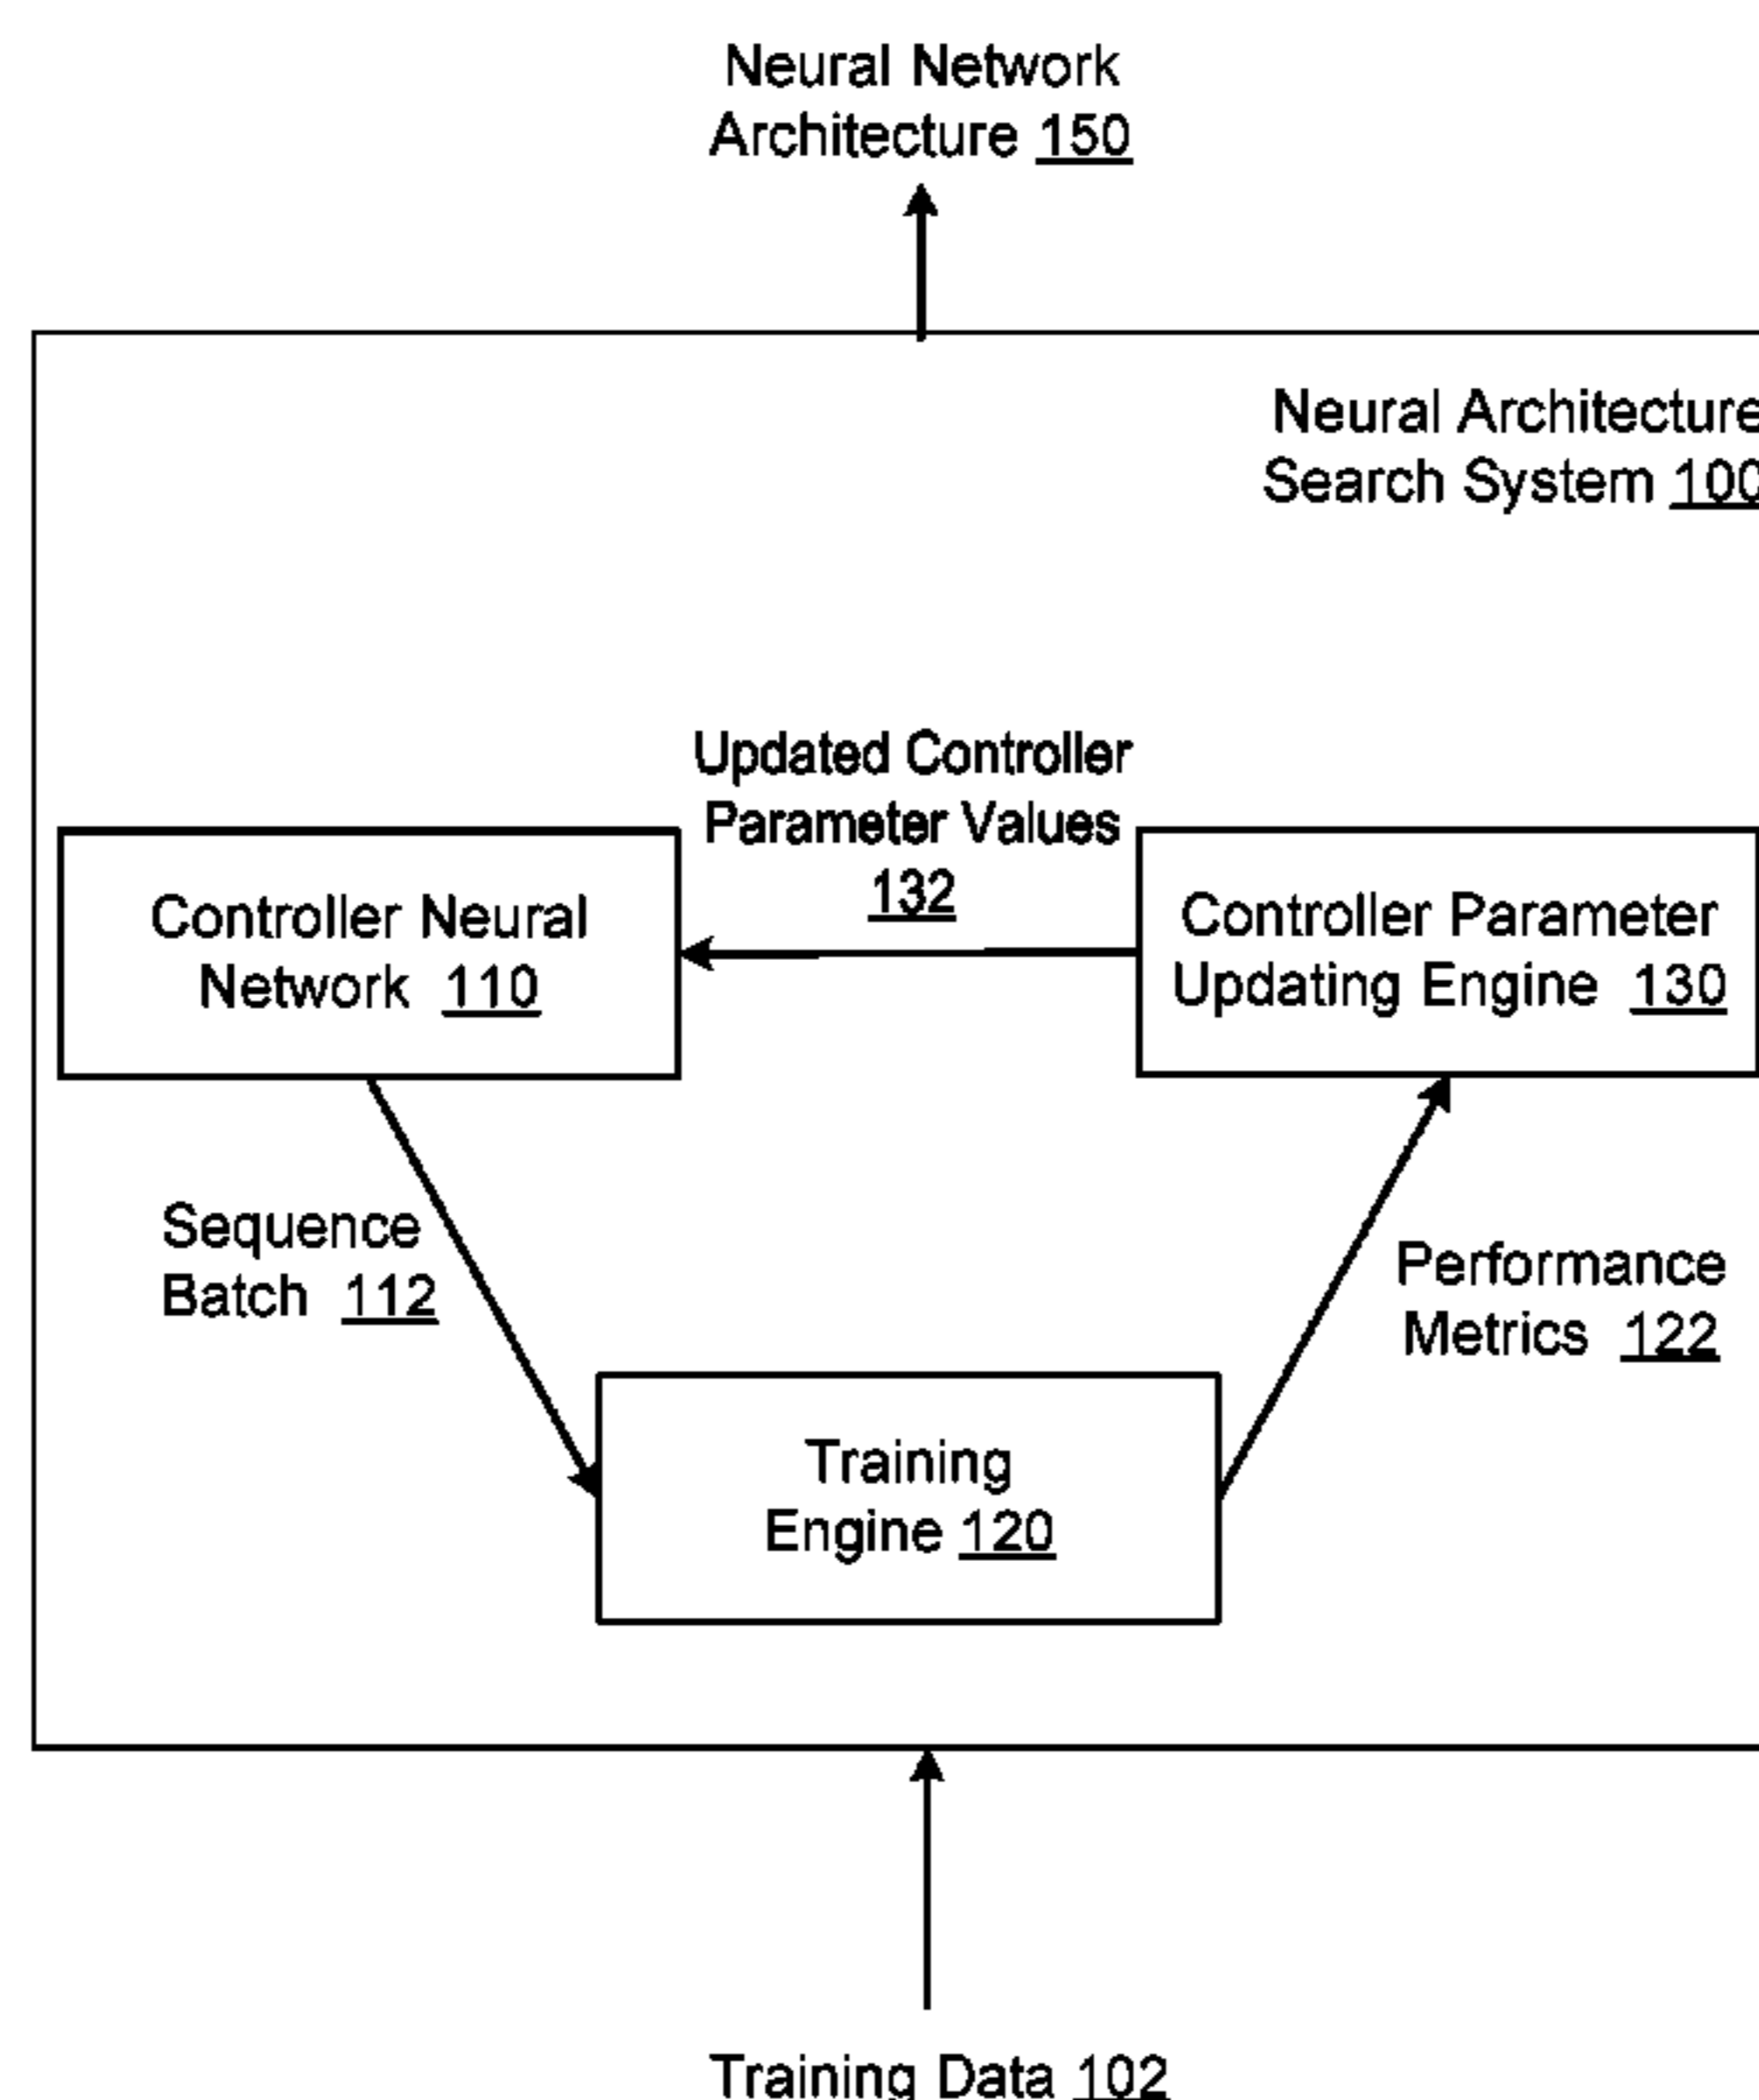 Neural Network
Architecture 150
Neural Architecture
Search System 100
Updated Controller
Parameter Values
132
Controller Neural
Network 110
Controller Parameter
Updating Engine 130
Sequence
Batch 112
Performance
Metrics 122
Training
Engine 120
Training Data 102